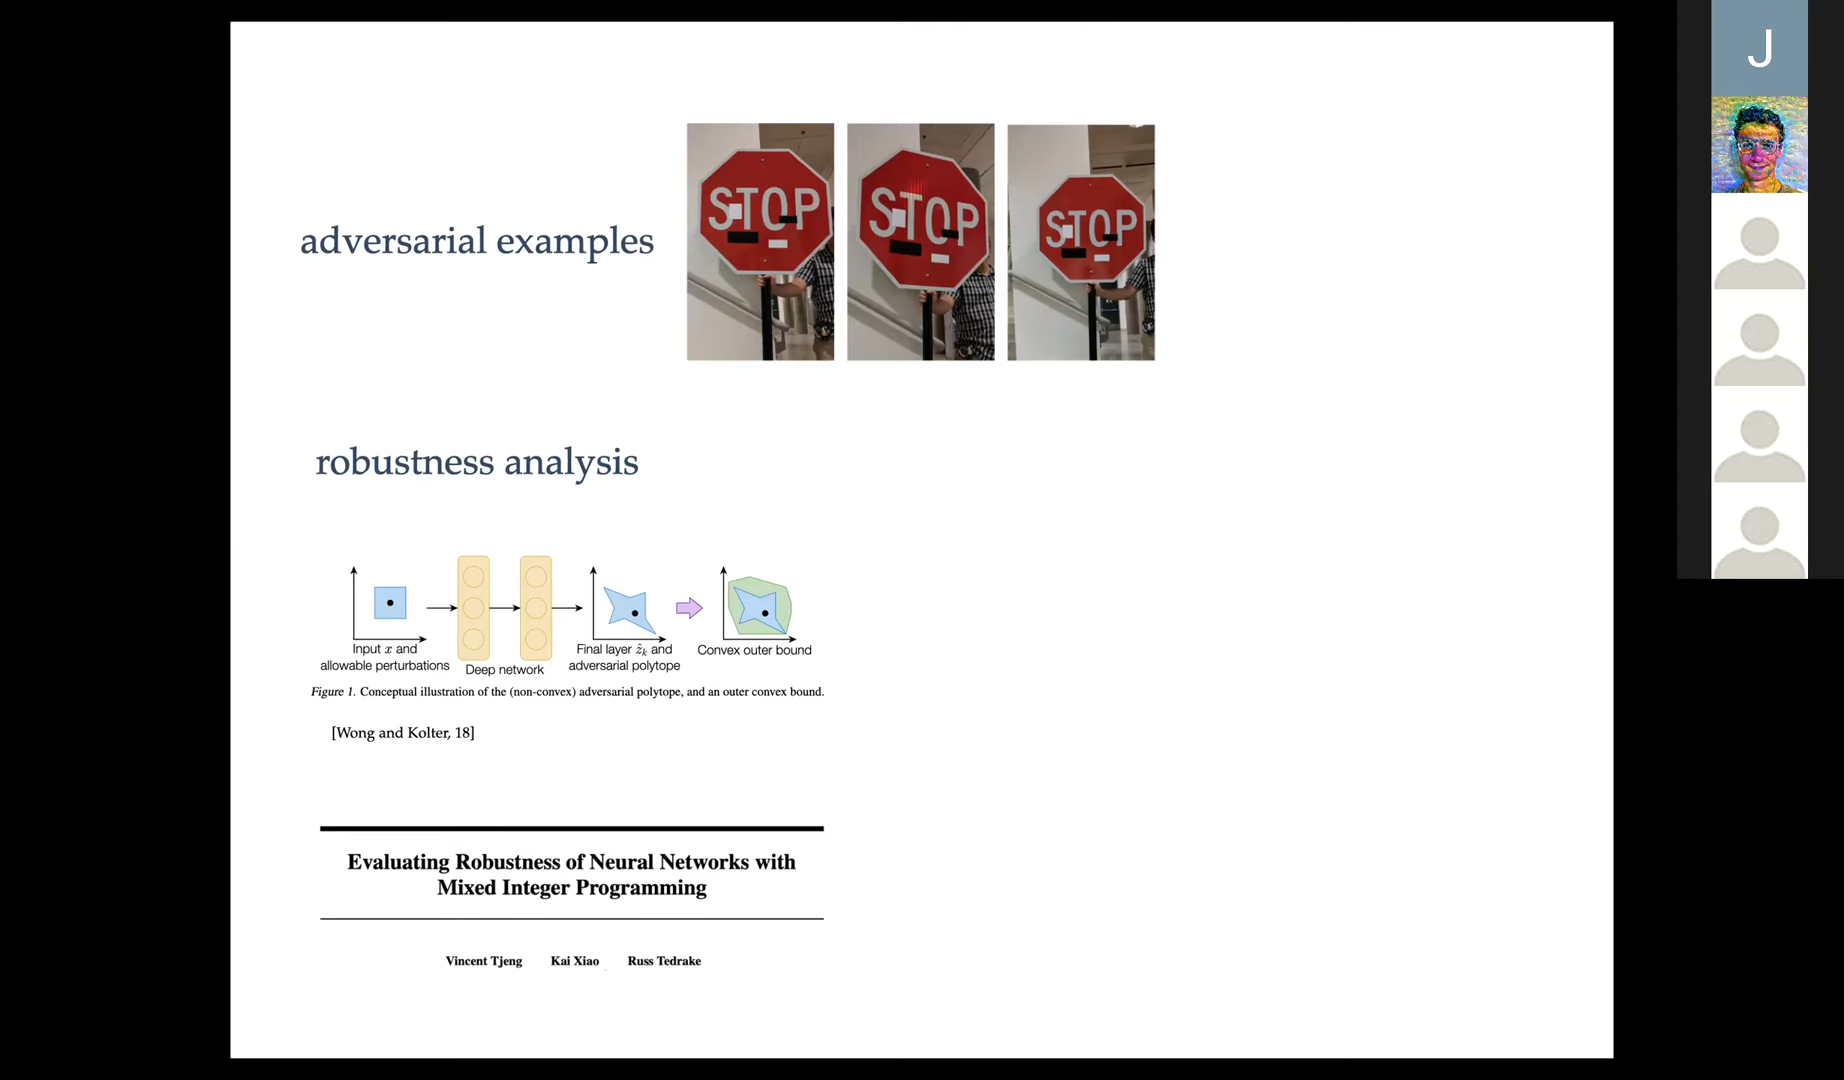 J
adversarial examples
STOP
STOP
STOP
robustness analysis
Input x and
allowable perturbations
Deep network
Final layer ẑk and
adversarial polytope
Convex outer bound
Figure 1. Conceptual illustration of the (non-convex) adversarial polytope, and an outer convex bound.
[Wong and Kolter, 18]
Evaluating Robustness of Neural Networks with
Mixed Integer Programming
Vincent Tjeng Kai Xiao Russ Tedrake